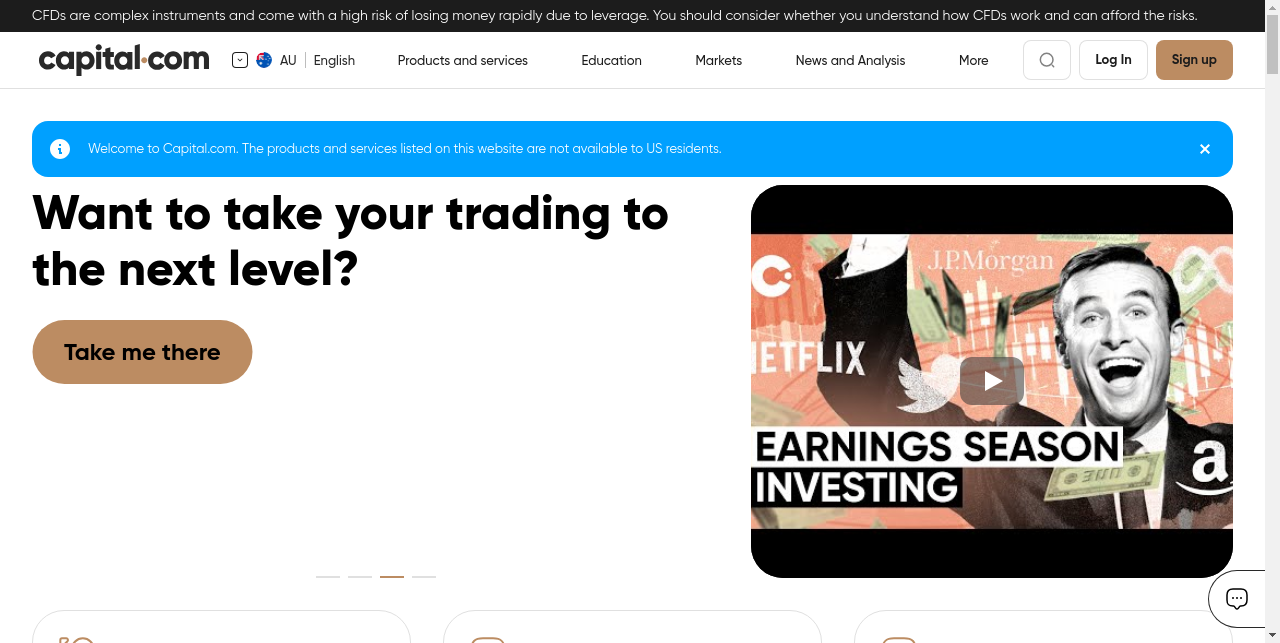 CFDs are complex instruments and come with a high risk of losing money rapidly due to leverage. You should consider whether you understand how CFDs work and can afford the risks.
capital.com AU English Products and services Education Markets News and Analysis More Log In Sign up
Welcome to Capital.com. The products and services listed on this website are not available to US residents.
Want to take your trading to
the next level?
Take me there
J.P.Morgan
NETFLIX
EARNINGS SEASON
INVESTING